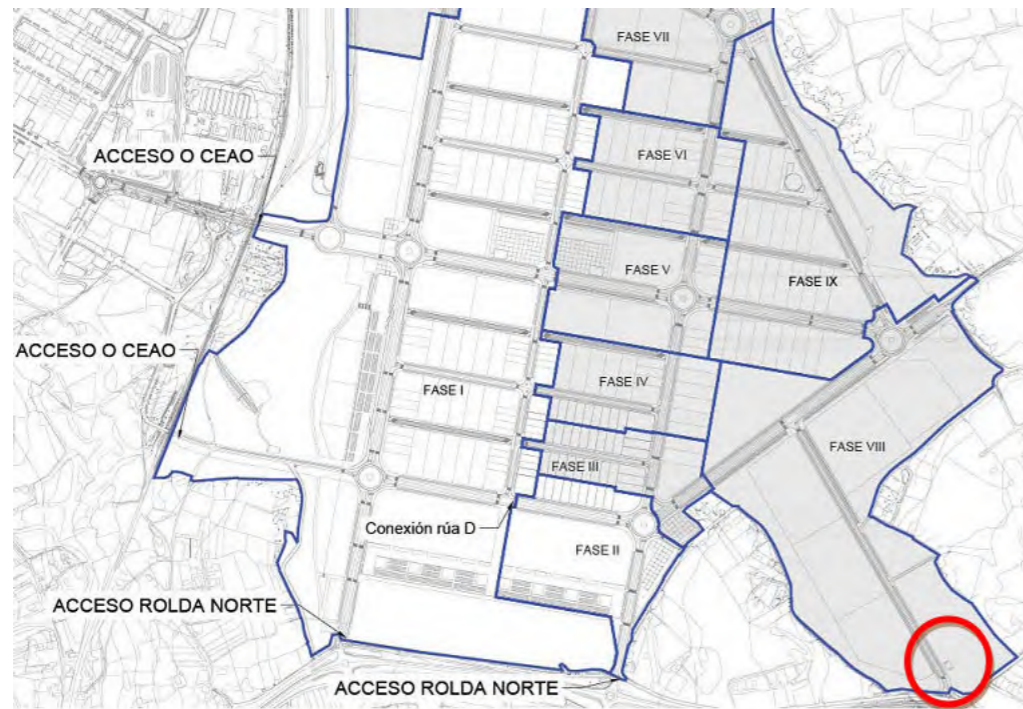 FASE VII
ACCESO O CEAO
FASE VI
FASE V
FASE IX
ACCESO O CEAO
FASE IV
FASE I
FASE VIII
FASE III
Conexión rúa D
FASE II
ACCESO ROLDA NORTE
ACCESO ROLDA NORTE